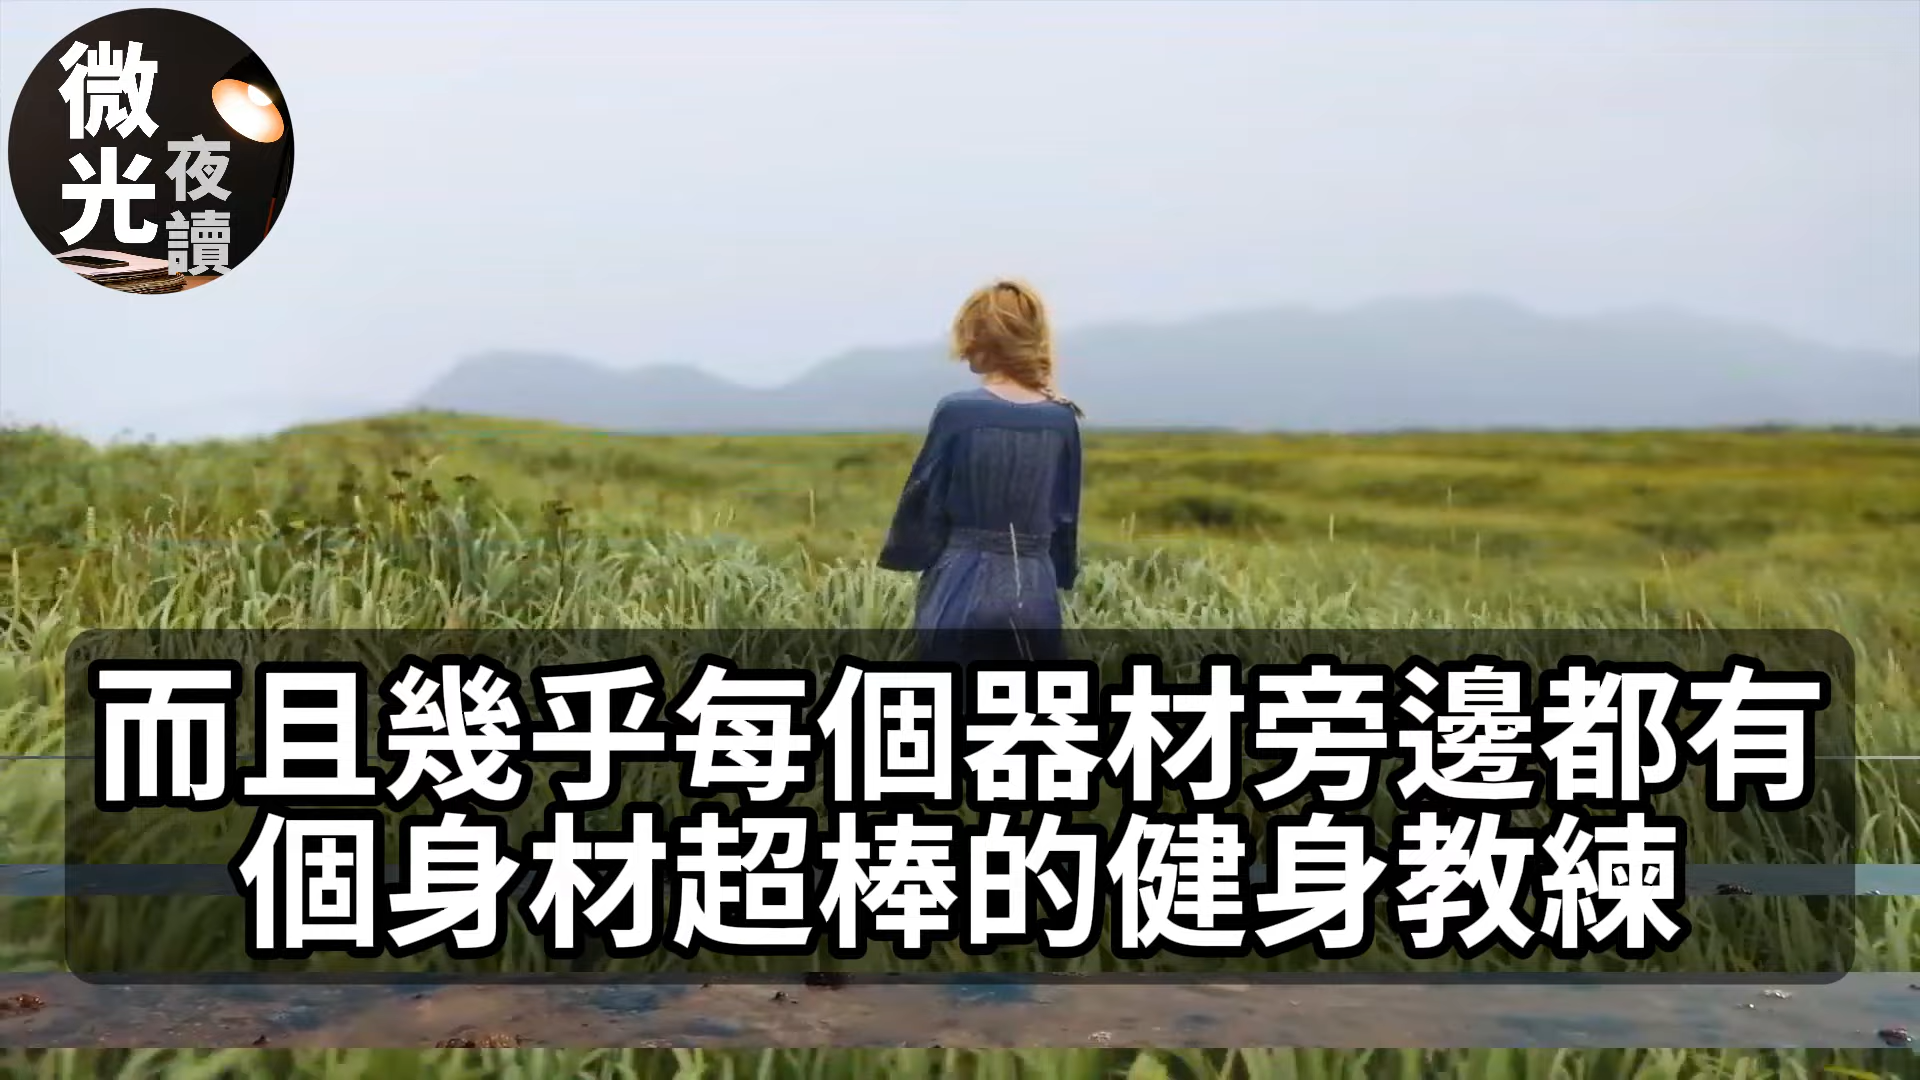 微光
夜讀
而且幾乎每個器材旁邊都有
個身材超棒的健身教練